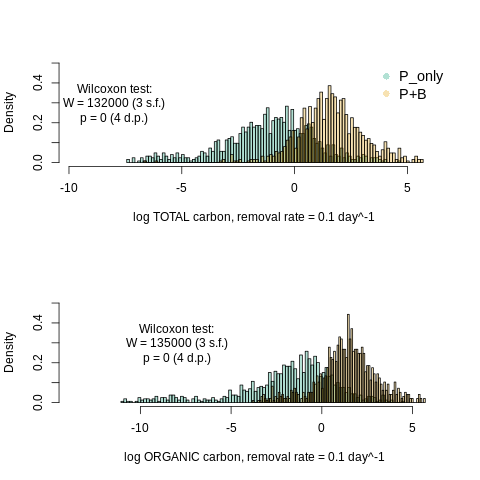 Density
0.0
0.2
0.4
Wilcoxon test:
W = 132000 (3 s.f.)
p = 0 (4 d.p.)
P_only
P+B
-10 -5 0 5
log TOTAL carbon, removal rate = 0.1 day^-1
Density
0.0
0.2
0.4
Wilcoxon test:
W = 135000 (3 s.f.)
p = 0 (4 d.p.)
-10 -5 0 5
log ORGANIC carbon, removal rate = 0.1 day^-1